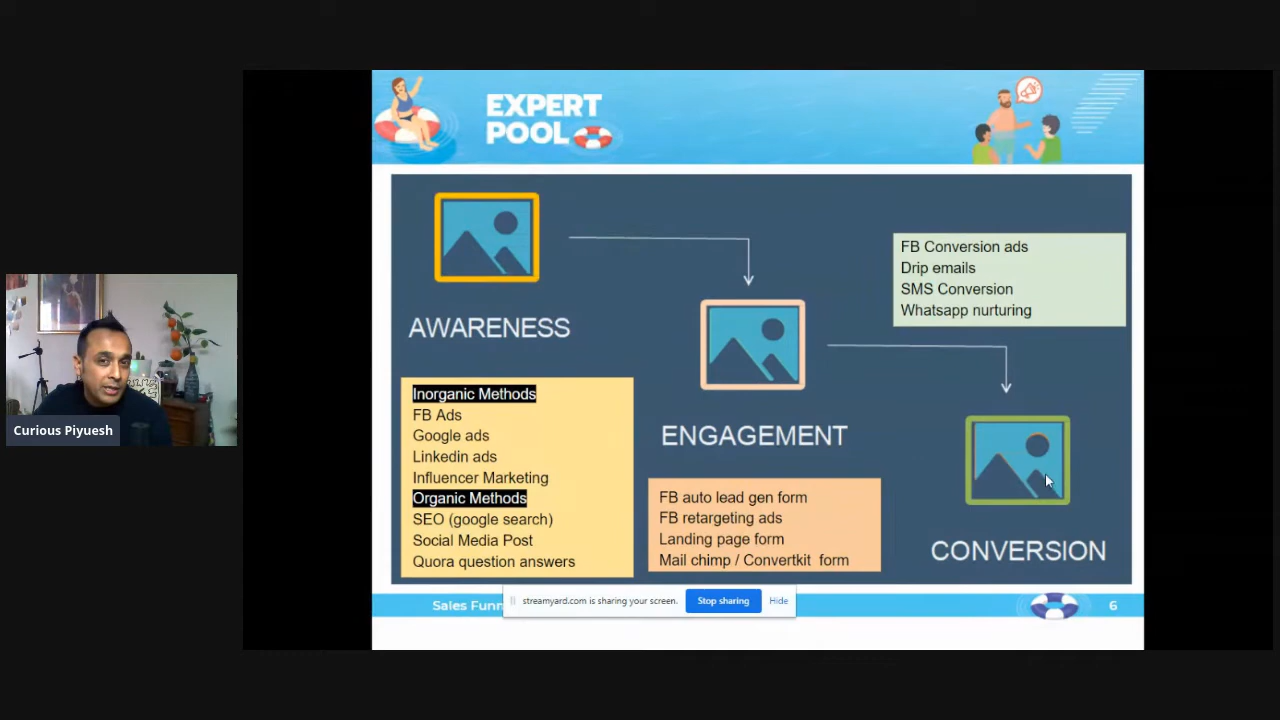 EXPERT
POOL
AWARENESS
Inorganic Methods
FB Ads
Google ads
Linkedin ads
Influencer Marketing
Organic Methods
SEO (google search)
Social Media Post
Quora question answers
ENGAGEMENT
FB auto lead gen form
FB retargeting ads
Landing page form
Mail chimp / Convertkit form
FB Conversion ads
Drip emails
SMS Conversion
Whatsapp nurturing
CONVERSION
Curious Piyuesh
Sales Funn
streamyard.com is sharing your screen. Stop sharing Hide
6